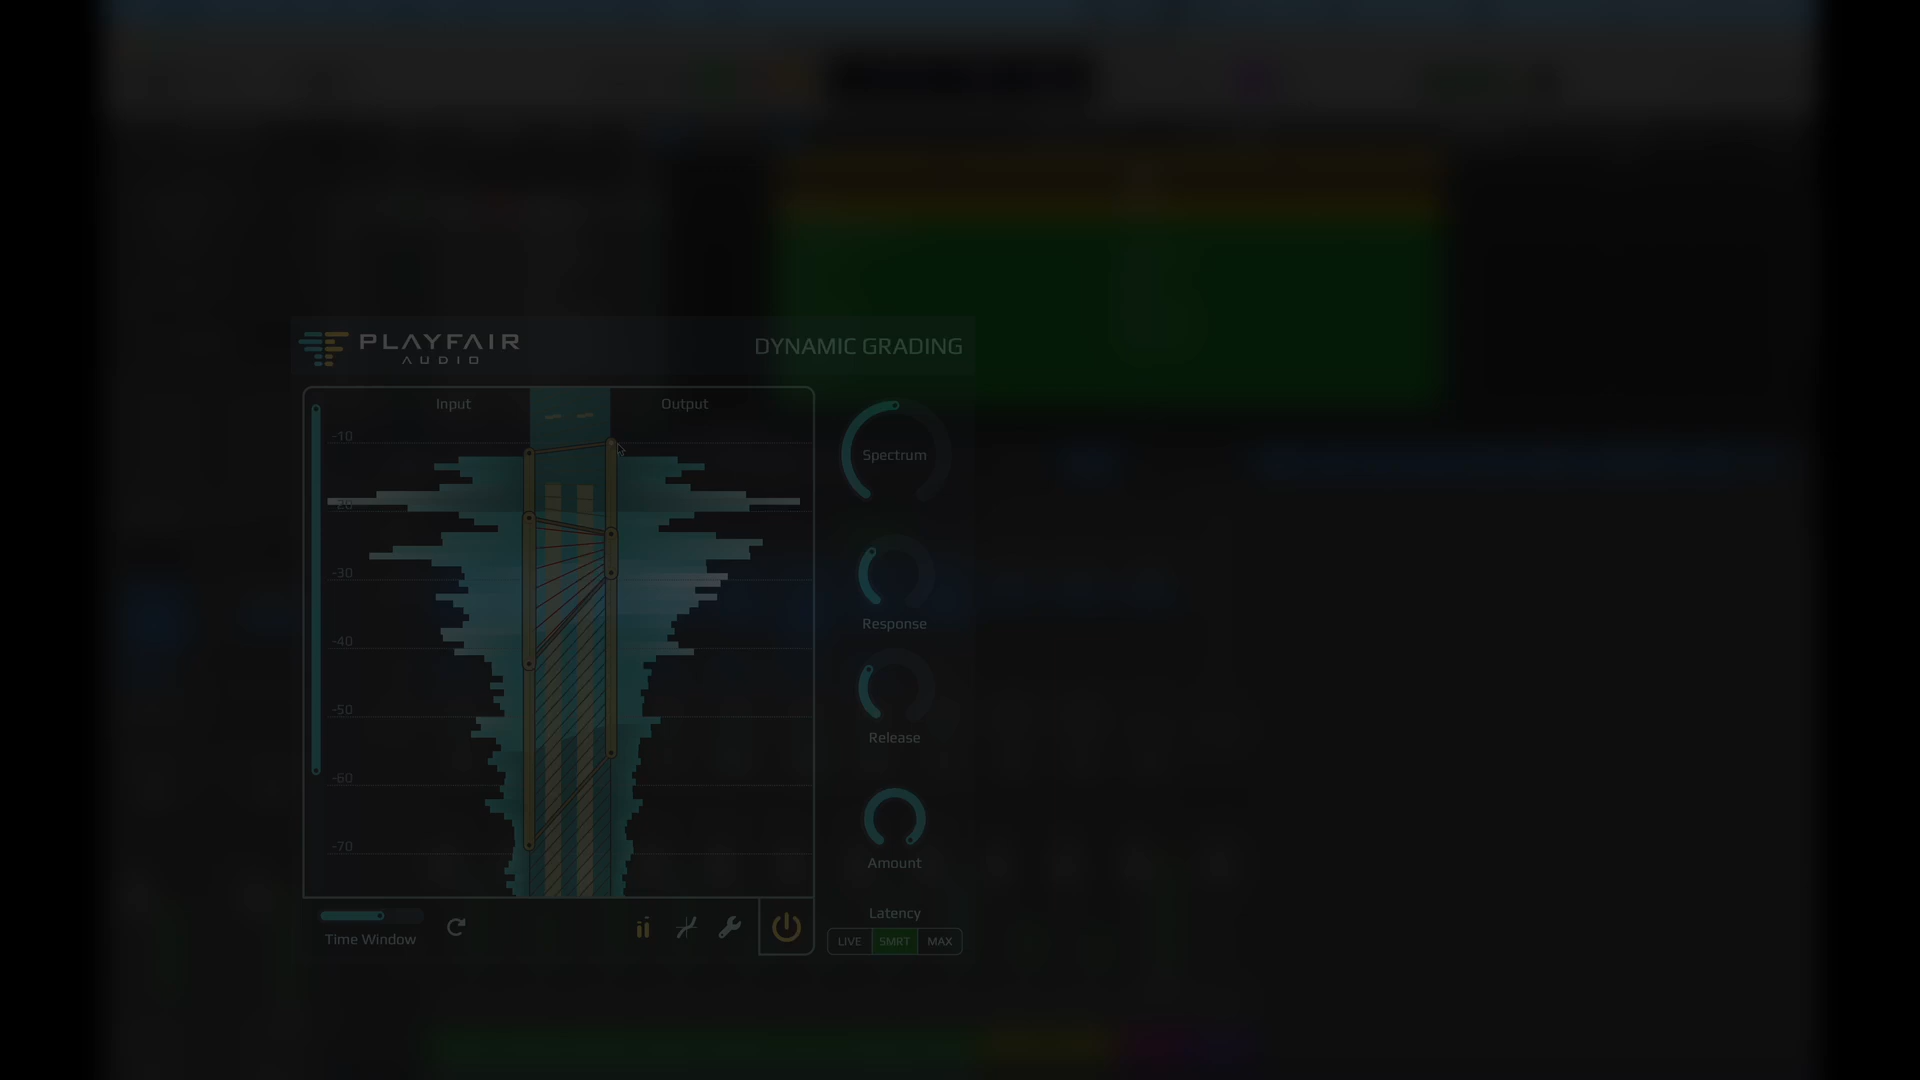 PLAYFAIR
AUDIO
DYNAMIC GRADING
Input
Output
-10
-20
-30
-40
-50
-60
-70
Spectrum
Response
Release
Amount
Latency
LIVE SMRT MAX
Time Window